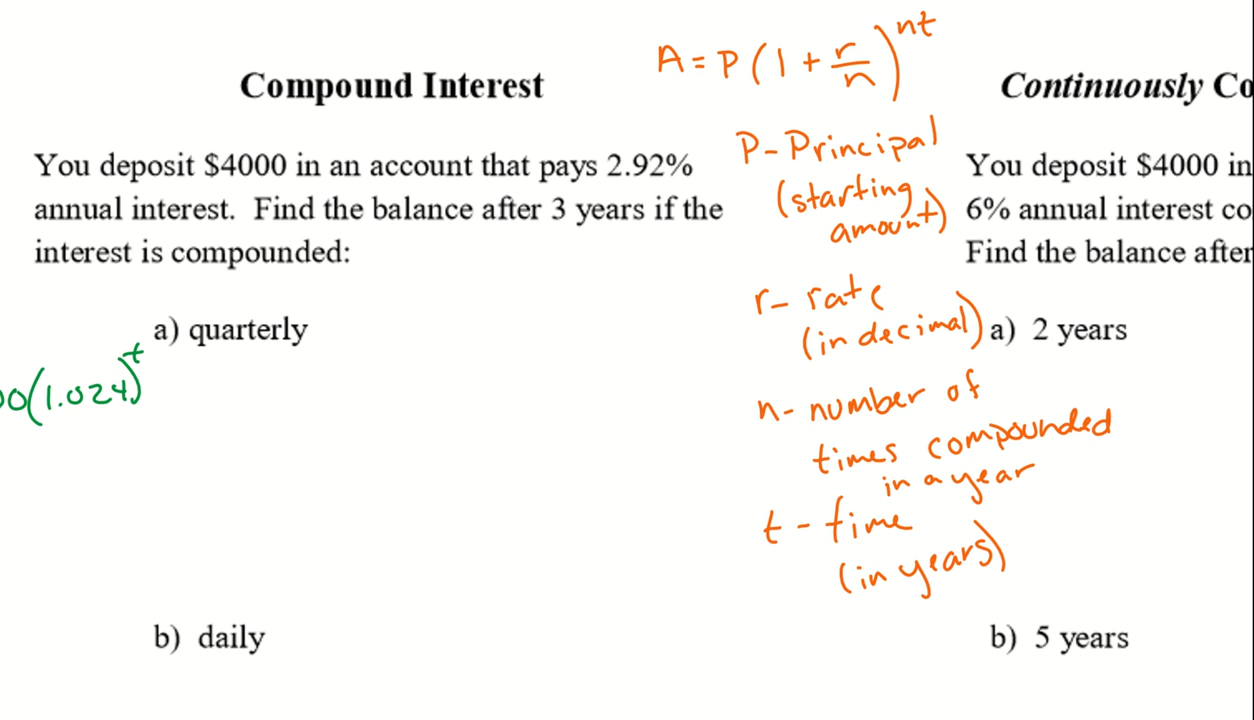 Compound Interest
You deposit $4000 in an account that pays 2.92%
annual interest. Find the balance after 3 years if the
interest is compounded:
a) quarterly
00(1.024)^t
b) daily
A = P(1 + r/n)^nt
P - Principal
(starting
amount)
r - rate
(in decimal)
n - number of
times compounded
in a year
t - time
(in years)
Continuously Co
You deposit $4000 in
6% annual interest co
Find the balance after
a) 2 years
b) 5 years